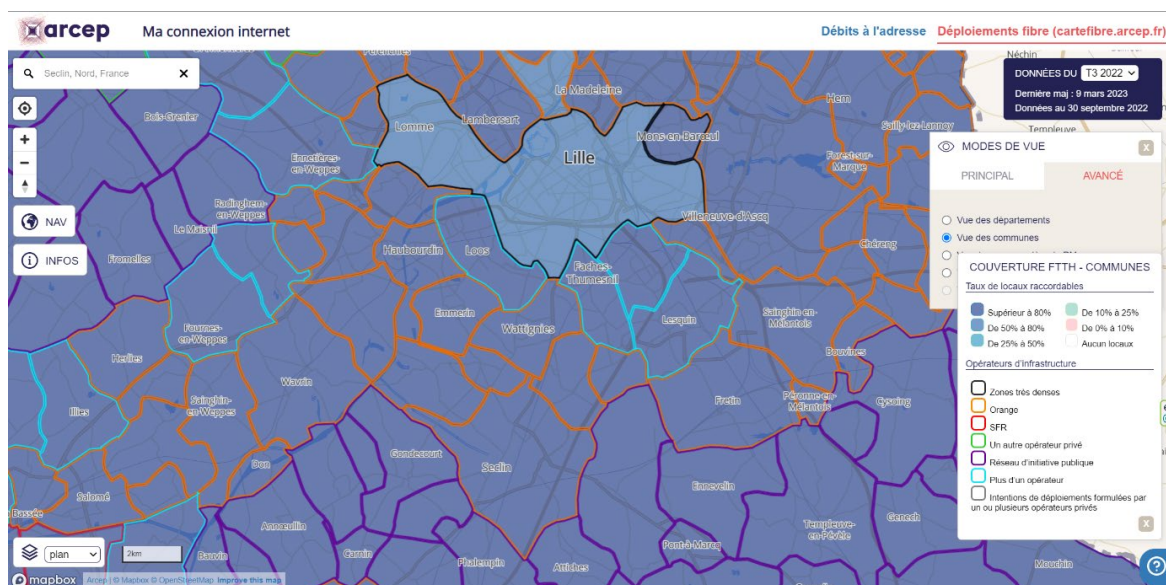 arcep
Ma connexion internet
Débits à l'adresse
Déploiements fibre (cartefibre.arcep.fr)
Seclin, Nord, France
×
+
−
NAV
INFOS
DONNÉES DU T3 2022
Dernière maj : 9 mars 2023
Données au 30 septembre 2022
MODES DE VUE
X
PRINCIPAL
AVANCÉ
Vue des départements
Vue des communes
COUVERTURE FTTH - COMMUNES
Taux de locaux raccordables
Supérieur à 80%
De 10% à 25%
De 50% à 80%
De 0% à 10%
De 25% à 50%
Aucun locaux
Opérateurs d'infrastructure
Zones très denses
Orange
SFR
Un autre opérateur privé
Réseau d'initiative publique
Plus d'un opérateur
Intentions de déploiements formulées par
un ou plusieurs opérateurs privés
X
?
Néchin
La Madeleine
Hem
Bois-Grenier
Lomme
Lambersart
Mons-en-Barœul
Sailly-lez-Lannoy
Templeuve
Lille
Ennetières-
en-Weppes
Forest-sur-
Marque
Radinghem-
en-Weppes
Villeneuve-d'Ascq
Le Maisnil
Haubourdin
Loos
Chéreng
Fromelles
Faches-
Thumesnil
Emmerin
Lesquin
Sainghin-en-
Mélantois
Fournes-
en-Weppes
Wattignies
Herlies
Bouvines
Wavrin
Péronne-en-
Mélantois
Sainghin-
en-Weppes
Fretin
Cysoing
Illies
Gondecourt
Seclin
Don
Ennevelin
Salomé
Bassée
Annœullin
Templeuve-
en-Pévèle
Genech
Pont-à-Marcq
Bauvin
Carnin
Phalempin
Attiches
Mouchin
plan
2km
mapbox
Arcep | © Mapbox © OpenStreetMap Improve this map